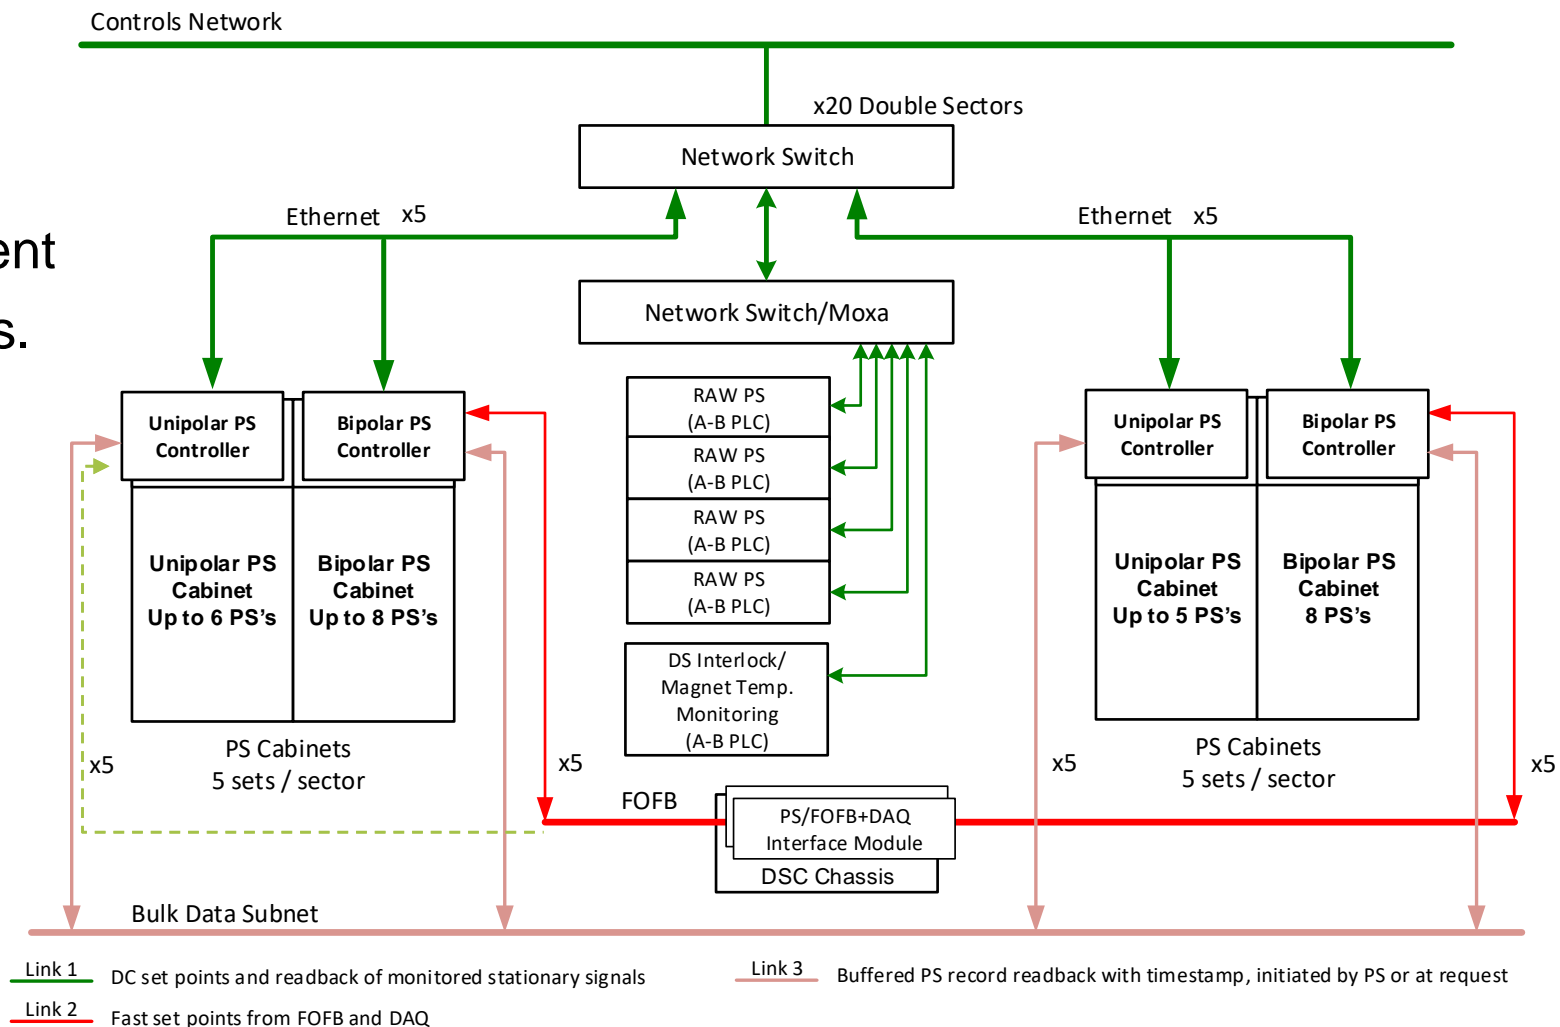 Controls Network
x20 Double Sectors
Network Switch
Ethernet x5
Ethernet x5
ent
s.
Network Switch/Moxa
Unipolar PS
Controller
Bipolar PS
Controller
RAW PS
(A-B PLC)
RAW PS
(A-B PLC)
RAW PS
(A-B PLC)
RAW PS
(A-B PLC)
Unipolar PS
Controller
Bipolar PS
Controller
Unipolar PS
Cabinet
Up to 6 PS’s
Bipolar PS
Cabinet
Up to 8 PS’s
Unipolar PS
Cabinet
Up to 5 PS’s
Bipolar PS
Cabinet
8 PS’s
DS Interlock/
Magnet Temp.
Monitoring
(A-B PLC)
PS Cabinets
5 sets / sector
x5
x5
PS Cabinets
5 sets / sector
x5
x5
FOFB
PS/FOFB+DAQ
Interface Module
DSC Chassis
Bulk Data Subnet
Link 1 DC set points and readback of monitored stationary signals
Link 3 Buffered PS record readback with timestamp, initiated by PS or at request
Link 2 Fast set points from FOFB and DAQ